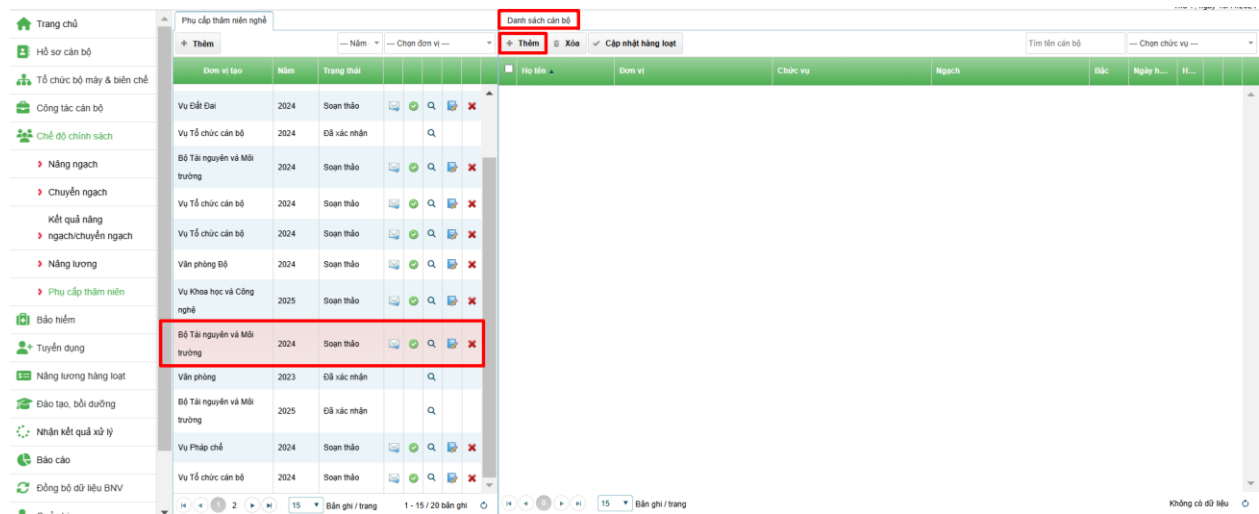 Trang chủ
Hồ sơ cán bộ
Tổ chức bộ máy & biên chế
Công tác cán bộ
Chế độ chính sách
Nâng ngạch
Chuyển ngạch
Kết quả nâng
ngạch/chuyển ngạch
Nâng lương
Phụ cấp thâm niên
Bảo hiểm
Tuyển dụng
Nâng lương hàng loạt
Đào tạo, bồi dưỡng
Nhận kết quả xử lý
Báo cáo
Đồng bộ dữ liệu BNV
Phụ cấp thâm niên nghề
+ Thêm --- Năm --- Chọn đơn vị ---
Đơn vị tạo Năm Trạng thái
Vụ Đất Đai 2024 Soạn thảo
Vụ Tổ chức cán bộ 2024 Đã xác nhận
Bộ Tài nguyên và Môi
trường 2024 Soạn thảo
Vụ Tổ chức cán bộ 2024 Soạn thảo
Vụ Tổ chức cán bộ 2024 Soạn thảo
Văn phòng Bộ 2024 Soạn thảo
Vụ Khoa học và Công
nghệ 2025 Soạn thảo
Bộ Tài nguyên và Môi
trường 2024 Soạn thảo
Văn phòng 2023 Đã xác nhận
Bộ Tài nguyên và Môi
trường 2025 Đã xác nhận
Vụ Pháp chế 2024 Soạn thảo
Vụ Tổ chức cán bộ 2024 Soạn thảo
1 2 15 Bản ghi / trang 1 - 15 / 20 bản ghi
Danh sách cán bộ
+ Thêm Xóa Cập nhật hàng loạt Tìm tên cán bộ --- Chọn chức vụ ---
Họ tên Đơn vị Chức vụ Ngạch Bậc Ngày h... H...
0 15 Bản ghi / trang Không có dữ liệu